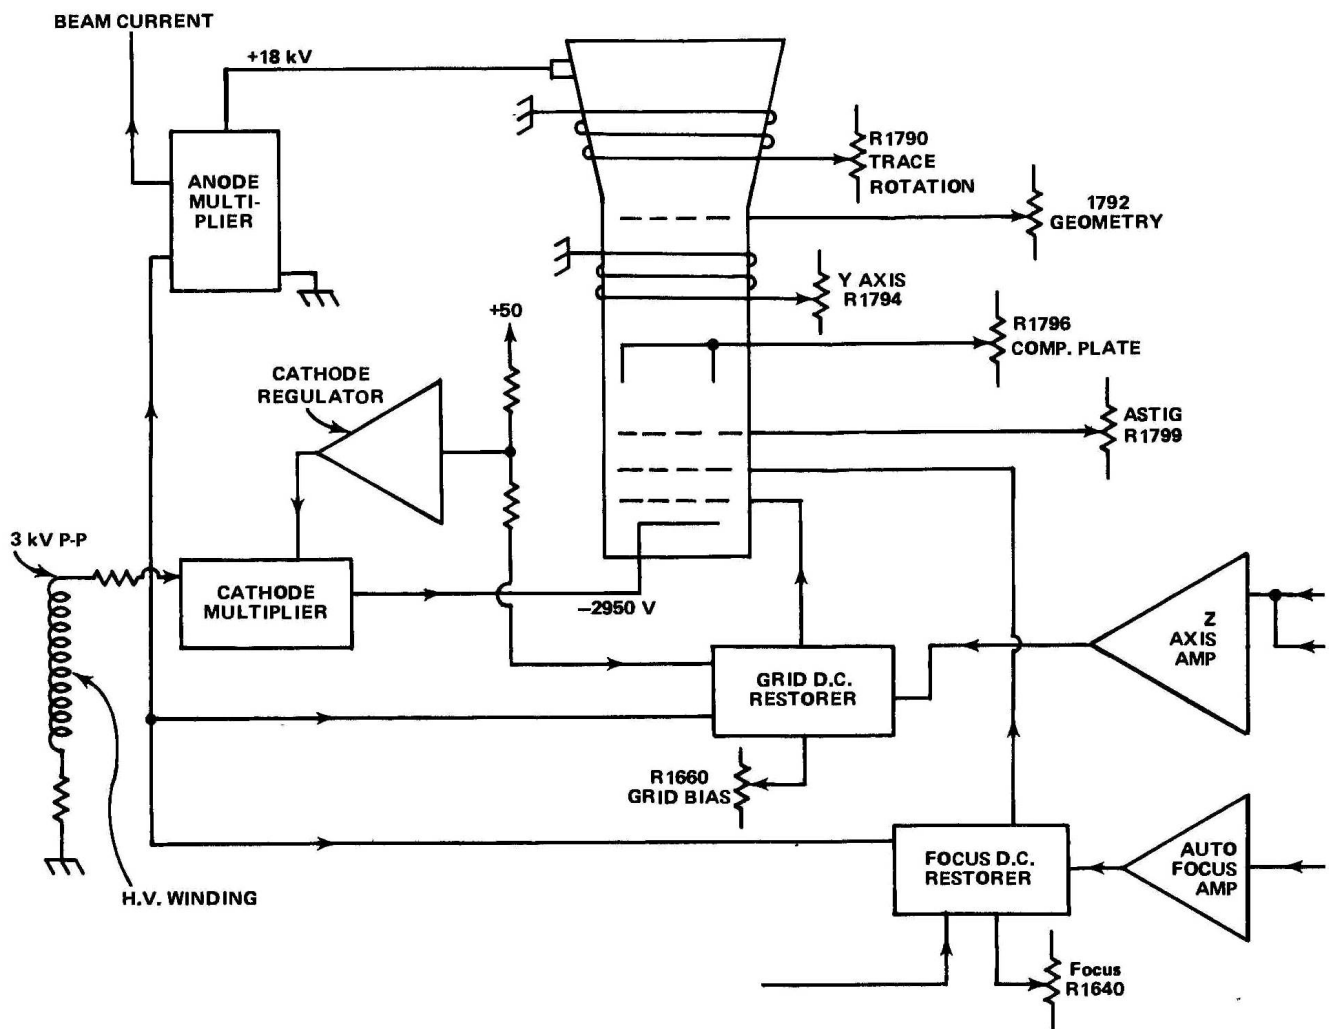 BEAM CURRENT
+18 kV
ANODE
MULTI-
PLIER
R1790
TRACE
ROTATION
1792
GEOMETRY
Y AXIS
R1794
R1796
COMP. PLATE
ASTIG
R1799
+50
CATHODE
REGULATOR
3 kV P-P
CATHODE
MULTIPLIER
−2950 V
Z
AXIS
AMP
GRID D.C.
RESTORER
R1660
GRID BIAS
H.V. WINDING
FOCUS D.C.
RESTORER
AUTO
FOCUS
AMP
Focus
R1640